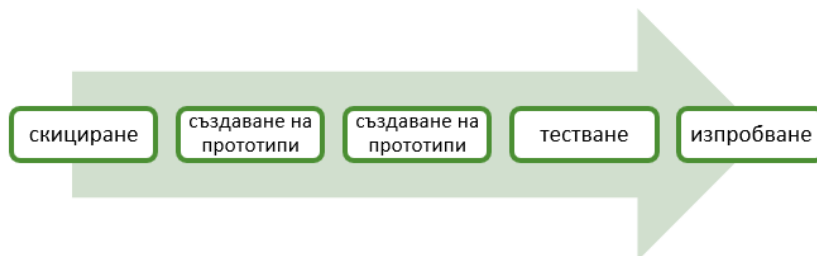 скициране
създаване на
прототипи
създаване на
прототипи
тестване
изпробване